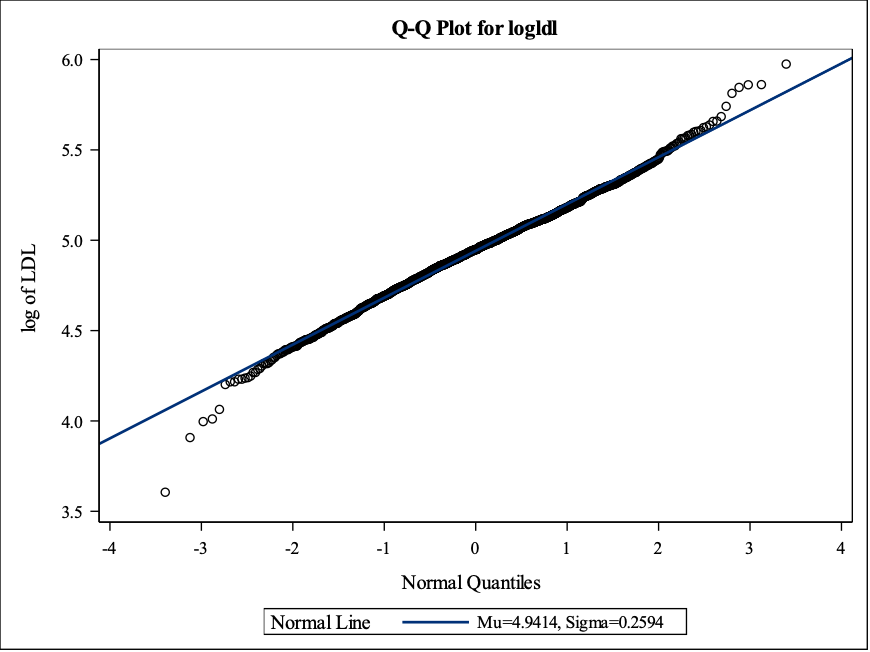 Q-Q Plot for logldl
6.0
5.5
5.0
4.5
4.0
3.5
log of LDL
-4 -3 -2 -1 0 1 2 3 4
Normal Quantiles
Normal Line Mu=4.9414, Sigma=0.2594